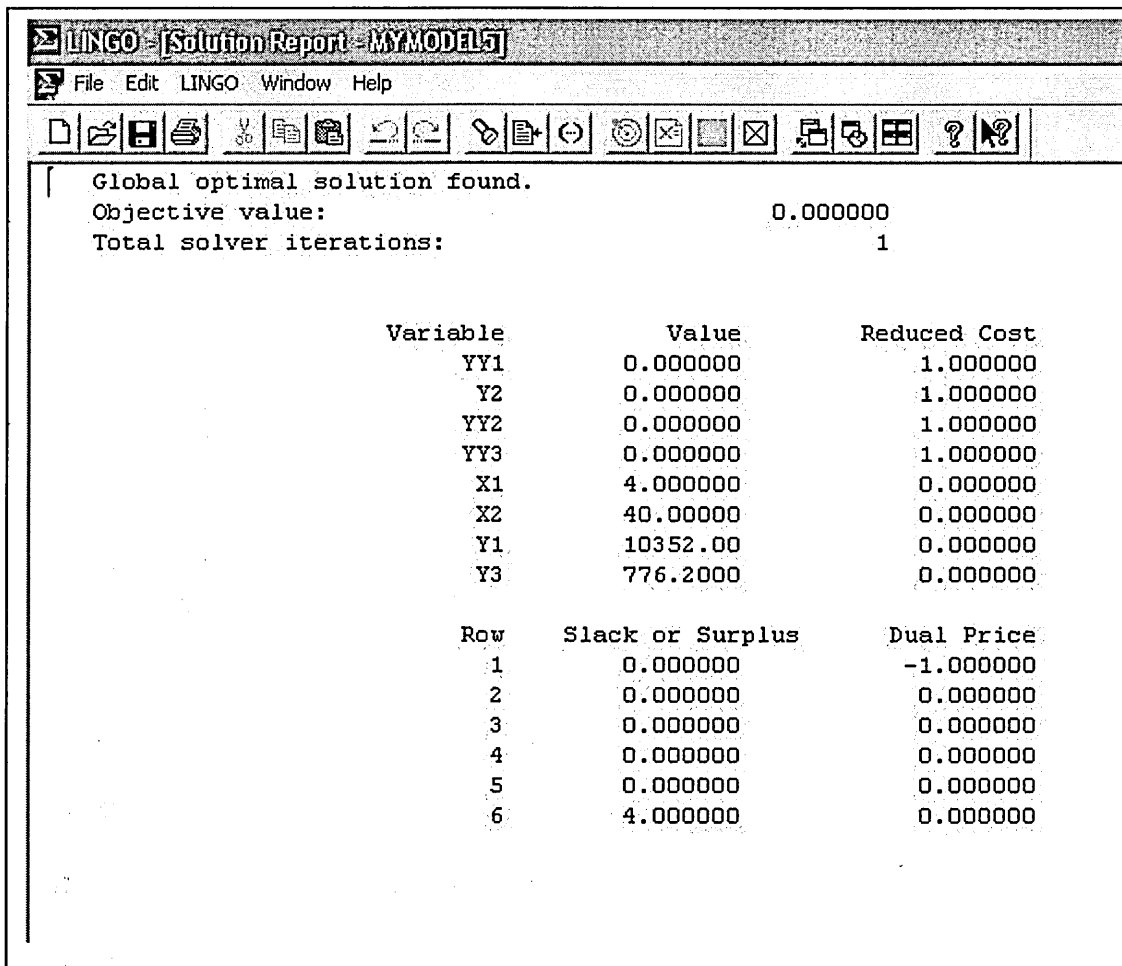 LINGO - [Solution Report - MYMODEL5]
File Edit LINGO Window Help
Global optimal solution found.
Objective value: 0.000000
Total solver iterations: 1
Variable Value Reduced Cost
YY1 0.000000 1.000000
Y2 0.000000 1.000000
YY2 0.000000 1.000000
YY3 0.000000 1.000000
X1 4.000000 0.000000
X2 40.00000 0.000000
Y1 10352.00 0.000000
Y3 776.2000 0.000000
Row Slack or Surplus Dual Price
1 0.000000 -1.000000
2 0.000000 0.000000
3 0.000000 0.000000
4 0.000000 0.000000
5 0.000000 0.000000
6 4.000000 0.000000